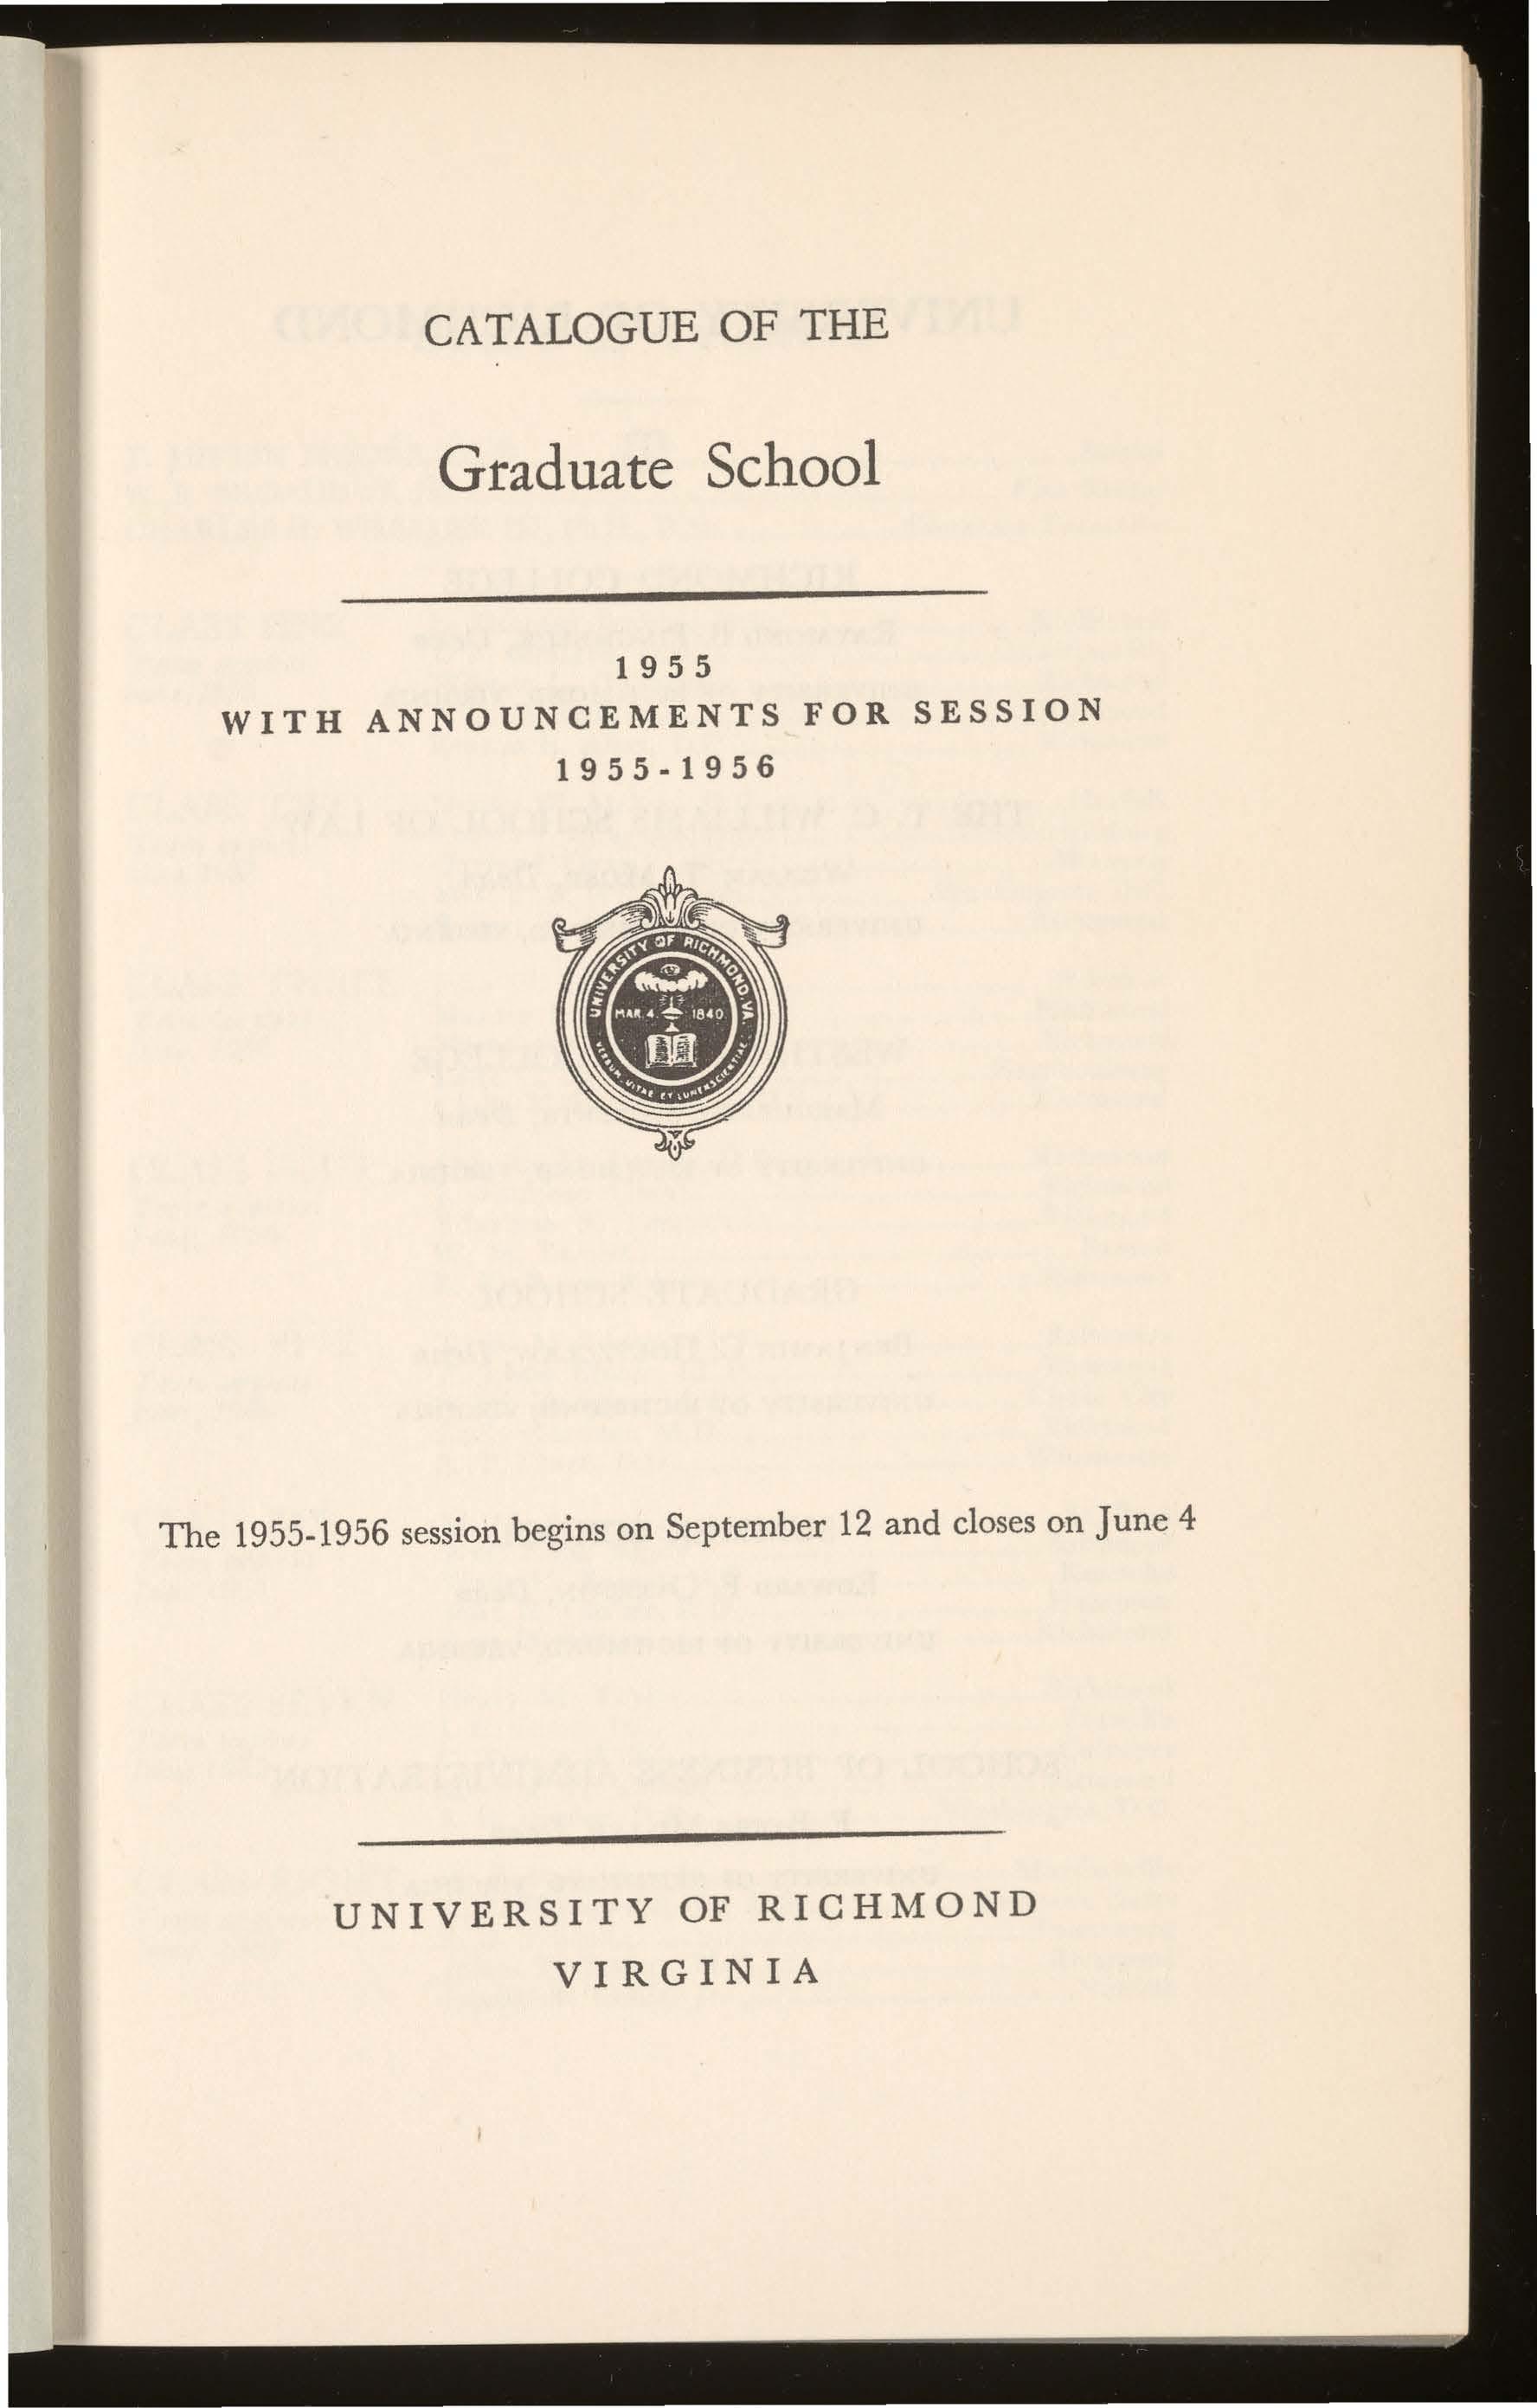 CATALOGUE OF THE
Graduate School
1955
WITH ANNOUNCEMENTS FOR SESSION
1955-1956
UNIVERSITY OF RICHMOND, VA.
MAR. 4. 1840
VERBUM VITAE ET LUMEN SCIENTIAE
The 1955-1956 session begins on September 12 and closes on June 4
UNIVERSITY OF RICHMOND
VIRGINIA